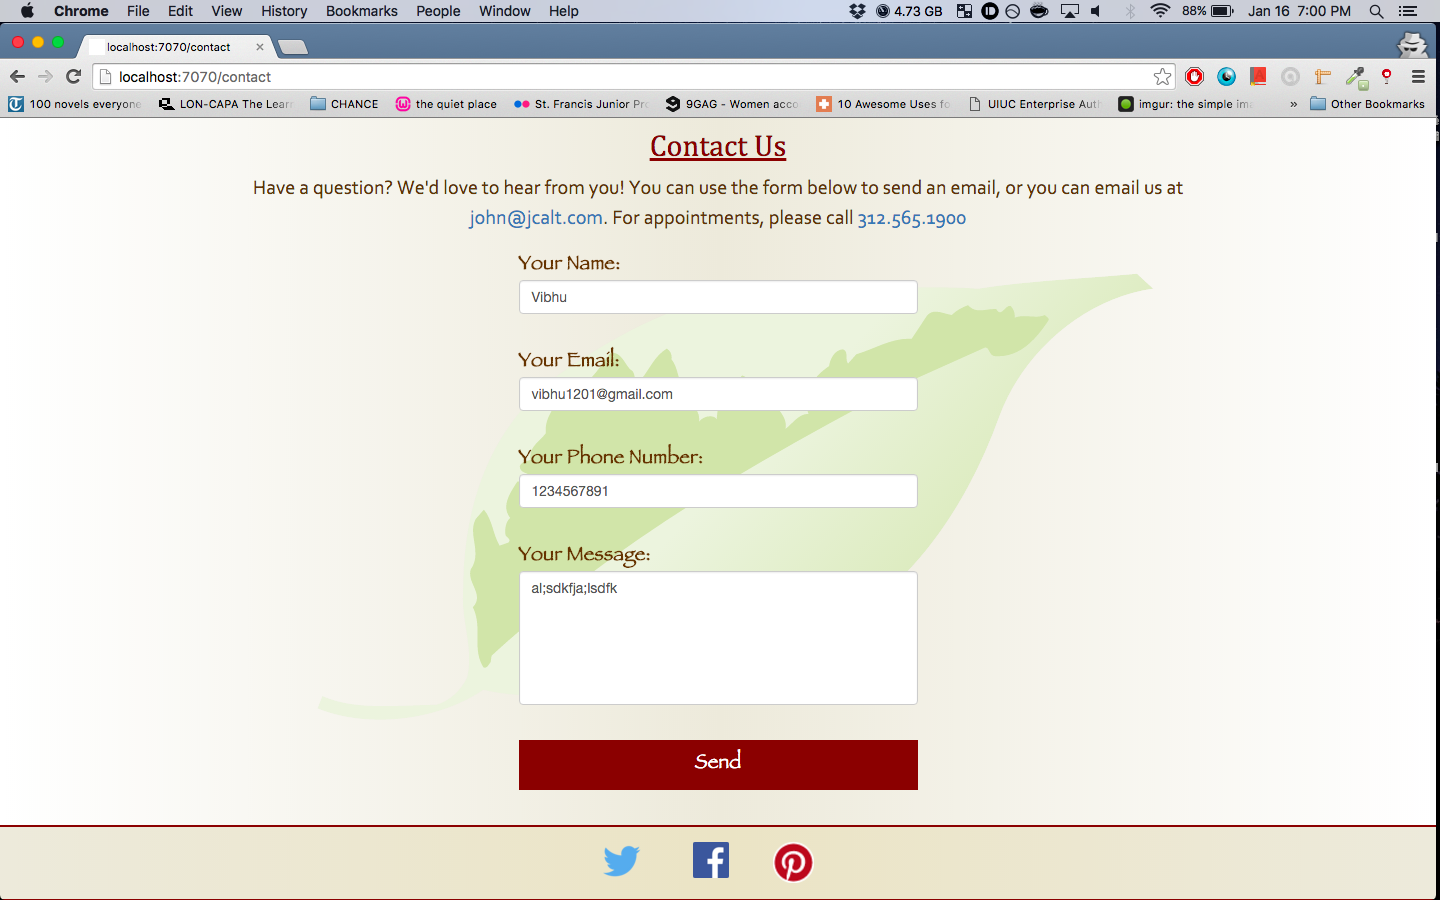 Chrome File Edit View History Bookmarks People Window Help 4.73 GB 88% Jan 16 7:00 PM
localhost:7070/contact
localhost:7070/contact
100 novels everyone LON-CAPA The Lear CHANCE the quiet place St. Francis Junior Pr 9GAG - Women acco 10 Awesome Uses fo UIUC Enterprise Aut imgur: the simple im » Other Bookmarks
Contact Us
Have a question? We'd love to hear from you! You can use the form below to send an email, or you can email us at
john@jcalt.com. For appointments, please call 312.565.1900
Your Name:
Vibhu
Your Email:
vibhu1201@gmail.com
Your Phone Number:
1234567891
Your Message:
al;sdkfja;lsdfk
Send